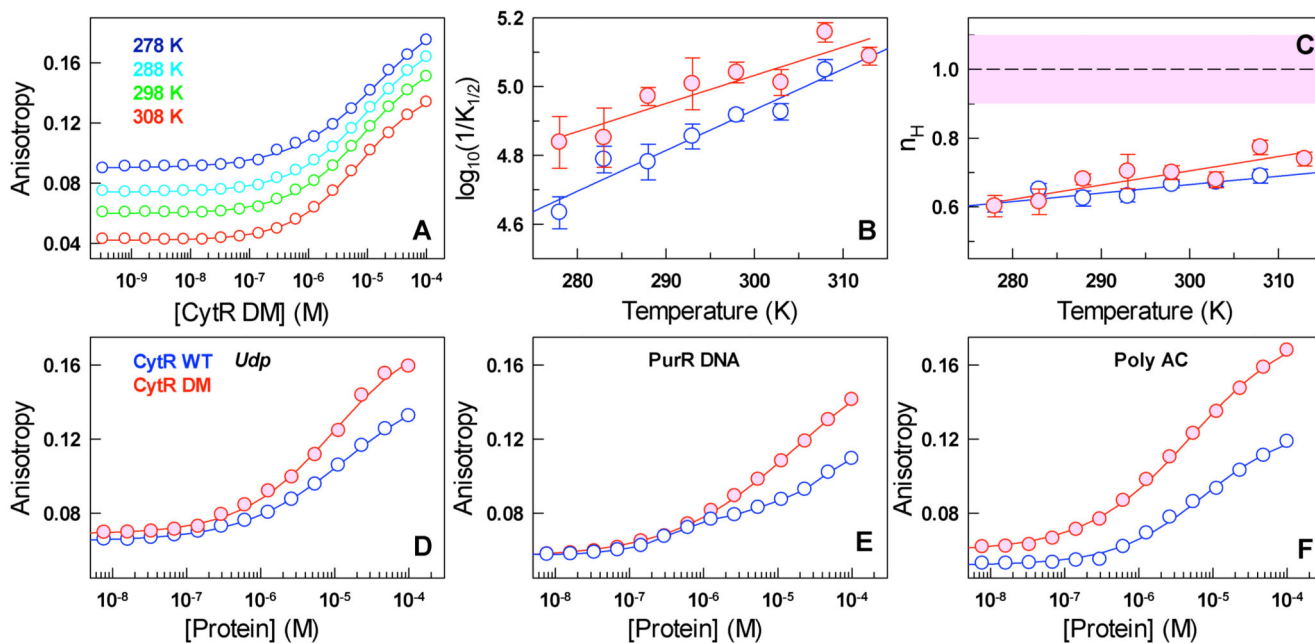 0.16
0.12
0.08
0.04
Anisotropy
278 K
288 K
298 K
308 K
A
10⁻⁹ 10⁻⁸ 10⁻⁷ 10⁻⁶ 10⁻⁵ 10⁻⁴
[CytR DM] (M)
5.2
5.0
4.8
4.6
log₁₀(1/K₁/₂)
B
280 290 300 310
Temperature (K)
1.0
0.8
0.6
n_H
C
280 290 300 310
Temperature (K)
0.16
0.12
0.08
Anisotropy
CytR WT Udp
CytR DM
D
10⁻⁸ 10⁻⁷ 10⁻⁶ 10⁻⁵ 10⁻⁴
[Protein] (M)
0.16
0.12
0.08
Anisotropy
PurR DNA
E
10⁻⁸ 10⁻⁷ 10⁻⁶ 10⁻⁵ 10⁻⁴
[Protein] (M)
0.16
0.12
0.08
Anisotropy
Poly AC
F
10⁻⁸ 10⁻⁷ 10⁻⁶ 10⁻⁵ 10⁻⁴
[Protein] (M)